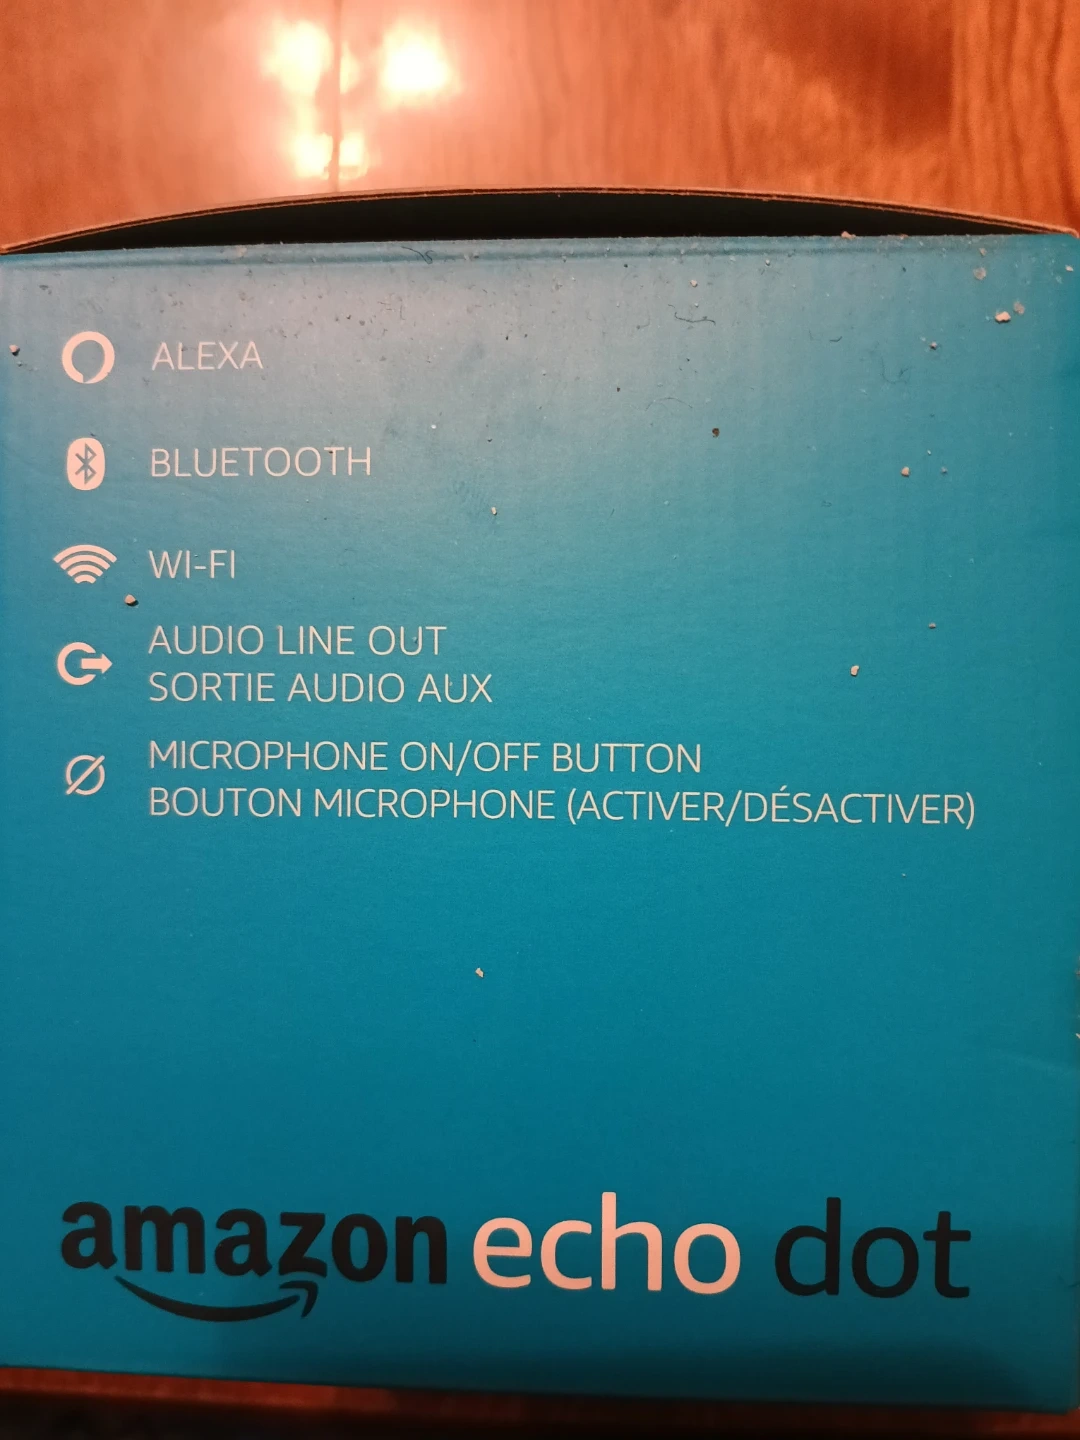 ALEXA
BLUETOOTH
WI-FI
AUDIO LINE OUT
SORTIE AUDIO AUX
MICROPHONE ON/OFF BUTTON
BOUTON MICROPHONE (ACTIVER/DÉSACTIVER)
amazon echo dot